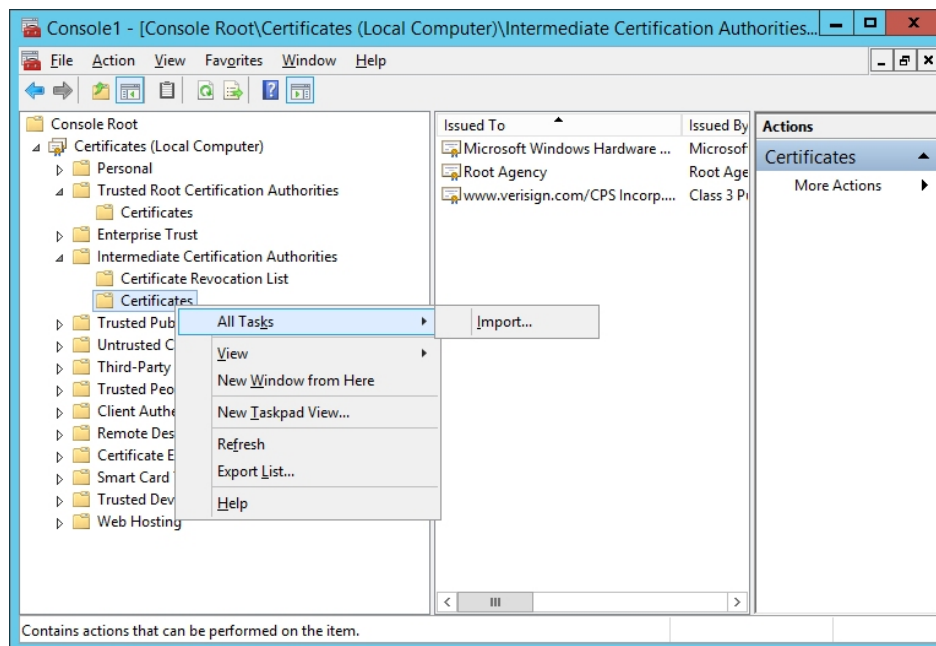 Console1 - [Console Root\Certificates (Local Computer)\Intermediate Certification Authorities...
File Action View Favorites Window Help
Console Root
Certificates (Local Computer)
Personal
Trusted Root Certification Authorities
Certificates
Enterprise Trust
Intermediate Certification Authorities
Certificate Revocation List
Certificates
Trusted Pub
Untrusted C
Third-Party
Trusted Peo
Client Authe
Remote Des
Certificate E
Smart Card
Trusted Dev
Web Hosting
All Tasks
View
New Window from Here
New Taskpad View...
Refresh
Export List...
Help
Import...
Issued To Issued By
Microsoft Windows Hardware ... Microsof
Root Agency Root Age
www.verisign.com/CPS Incorp.... Class 3 P
Actions
Certificates
More Actions
Contains actions that can be performed on the item.